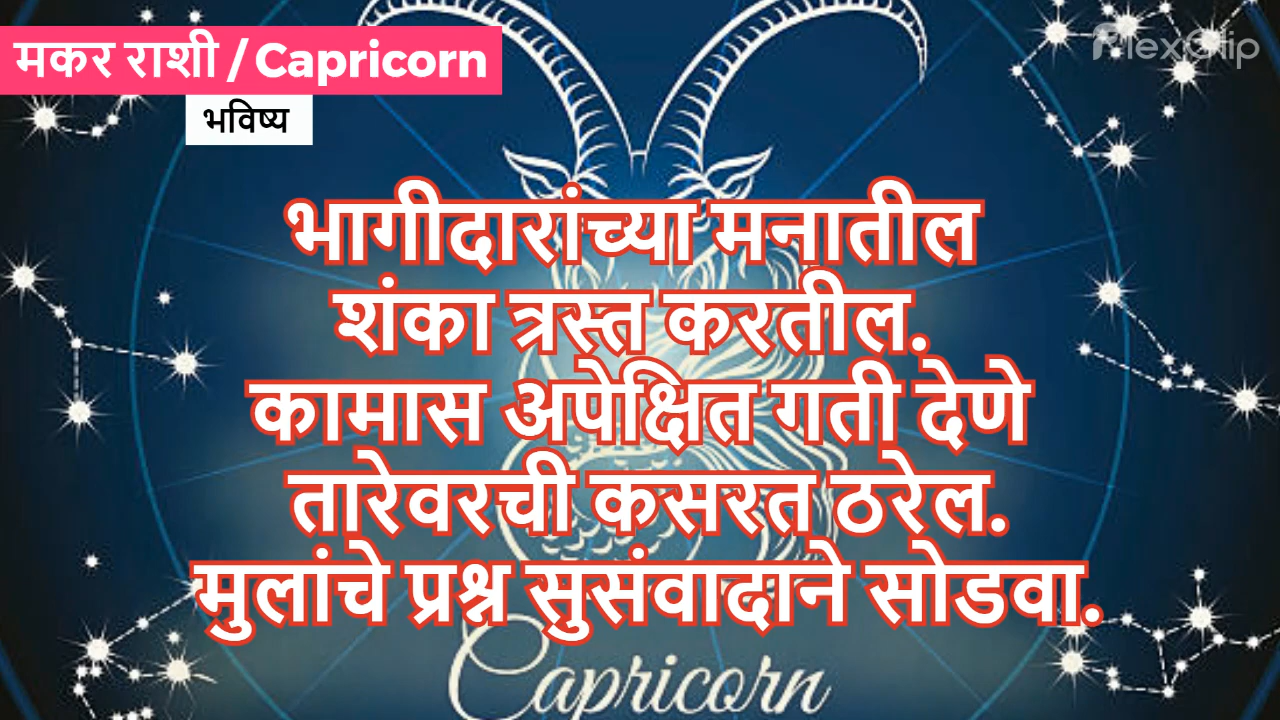 मकर राशी / Capricorn
FlexClip
भविष्य
भागीदारांच्या मनातील
शंका त्रस्त करतील.
कामास अपेक्षित गती देणे
तारेवरची कसरत ठरेल.
मुलांचे प्रश्न सुसंवादाने सोडवा.
Capricorn